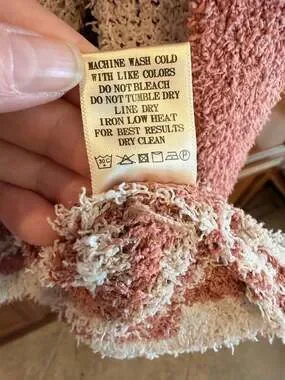 MACHINE WASH COLD
WITH LIKE COLORS
DO NOT BLEACH
DO NOT TUMBLE DRY
LINE DRY
IRON LOW HEAT
FOR BEST RESULTS
DRY CLEAN